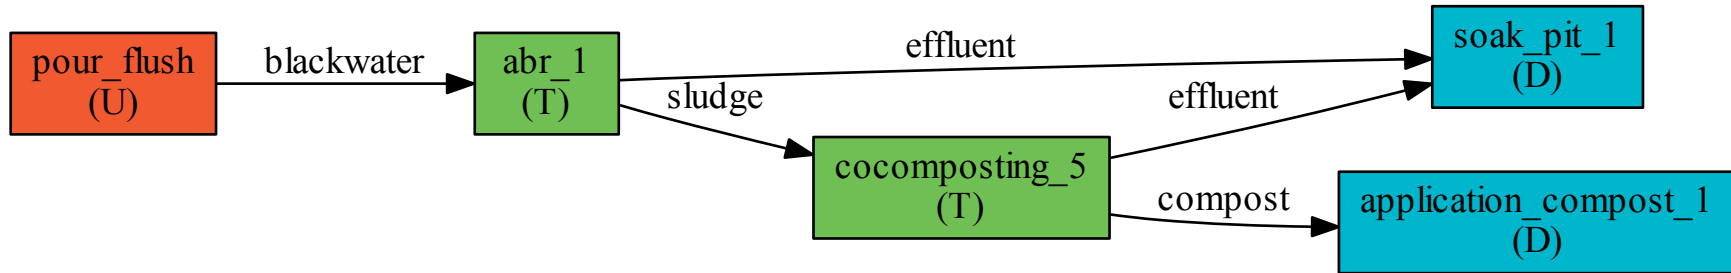 pour_flush
(U)
blackwater
abr_1
(T)
effluent
sludge
cocomposting_5
(T)
effluent
compost
soak_pit_1
(D)
application_compost_1
(D)